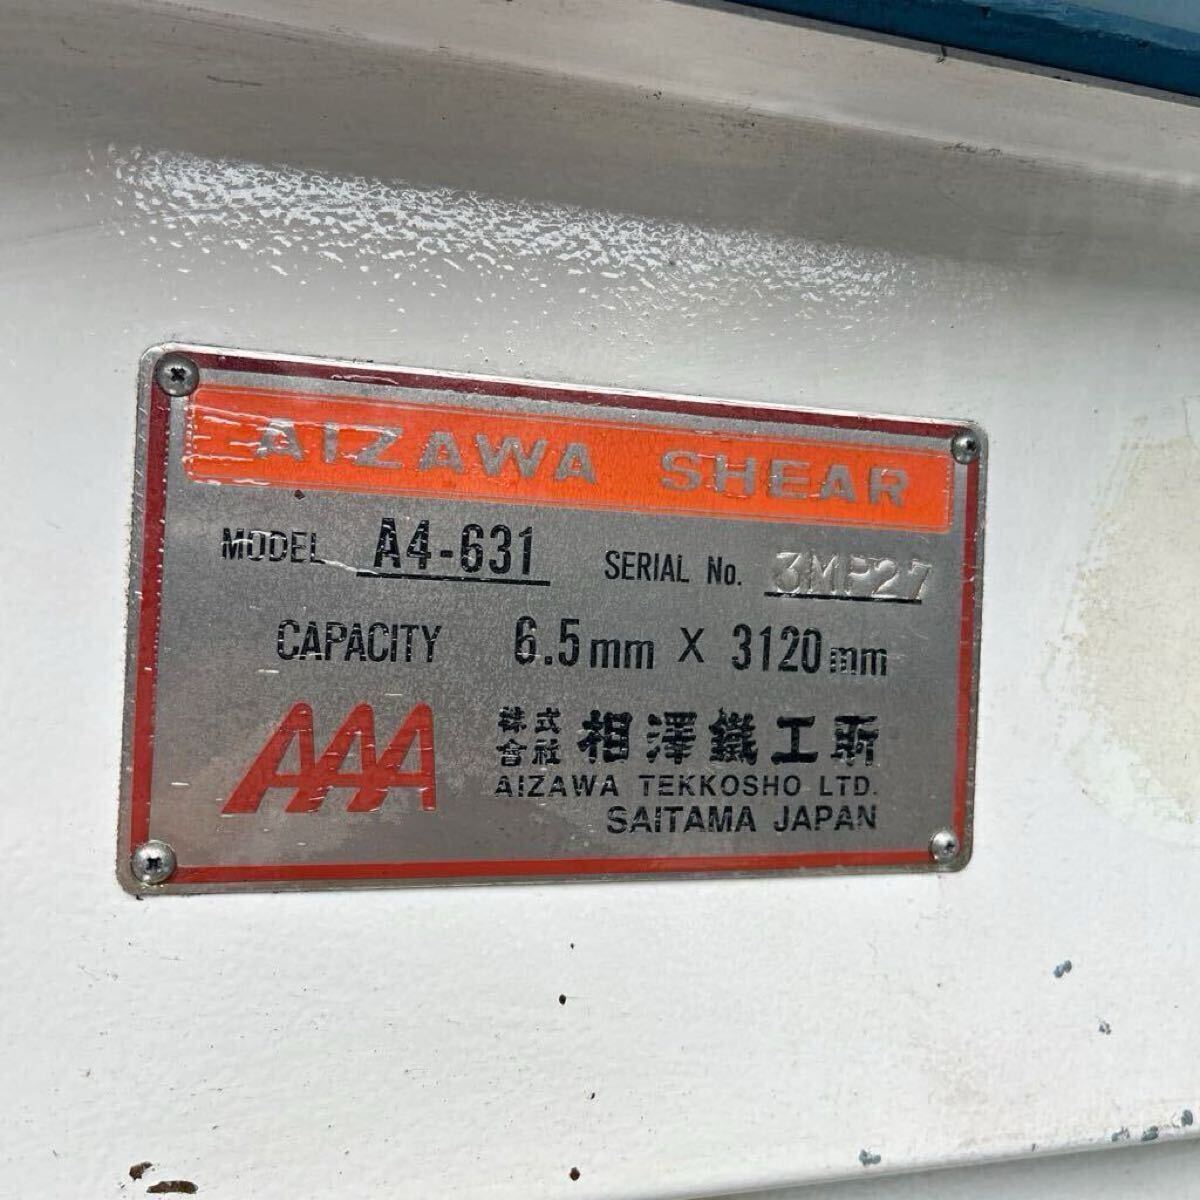 AIZAWA SHEAR
MODEL A4-631 SERIAL No. 3MP27
CAPACITY 6.5mm X 3120mm
AAA 株式會社 相澤鐵工所
AIZAWA TEKKOSHO LTD.
SAITAMA JAPAN